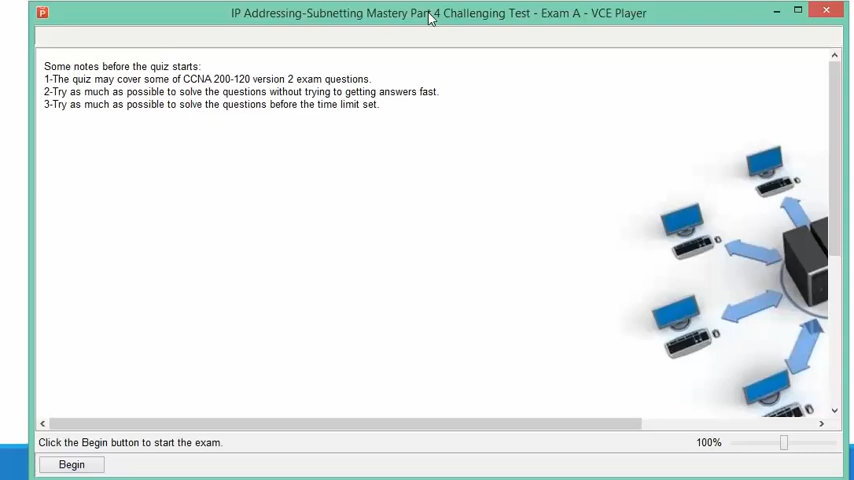 IP Addressing-Subnetting Mastery Part 4 Challenging Test - Exam A - VCE Player
Some notes before the quiz starts:
1-The quiz may cover some of CCNA 200-120 version 2 exam questions.
2-Try as much as possible to solve the questions without trying to getting answers fast.
3-Try as much as possible to solve the questions before the time limit set.
Click the Begin button to start the exam.
100%
Begin